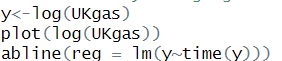 y<-log(UKgas)
plot(log(UKgas))
abline(reg = lm(y~time(y)))